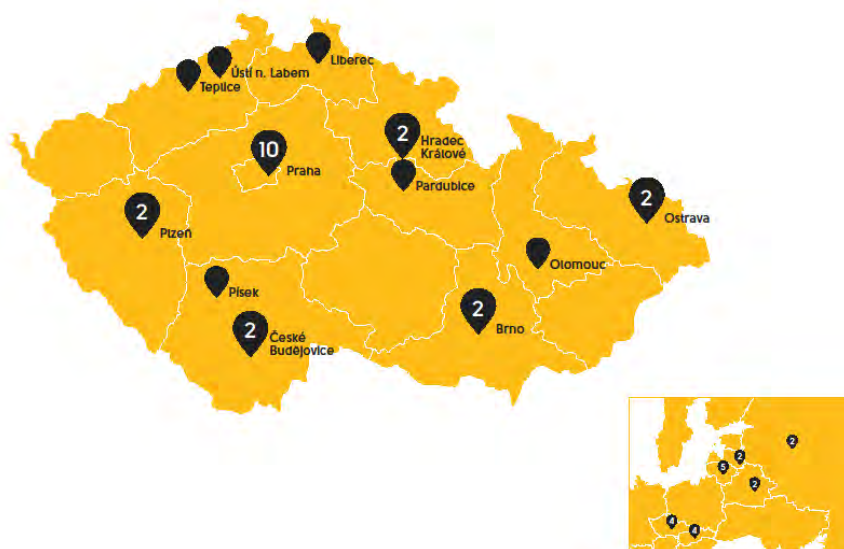 Liberec
Ústí n. Labem
Teplice
2
Hradec
Králové
10
Praha
Pardubice
2
Plzeň
2
Ostrava
Olomouc
Písek
2
Brno
2
České
Budějovice
2
2
5
2
4
4